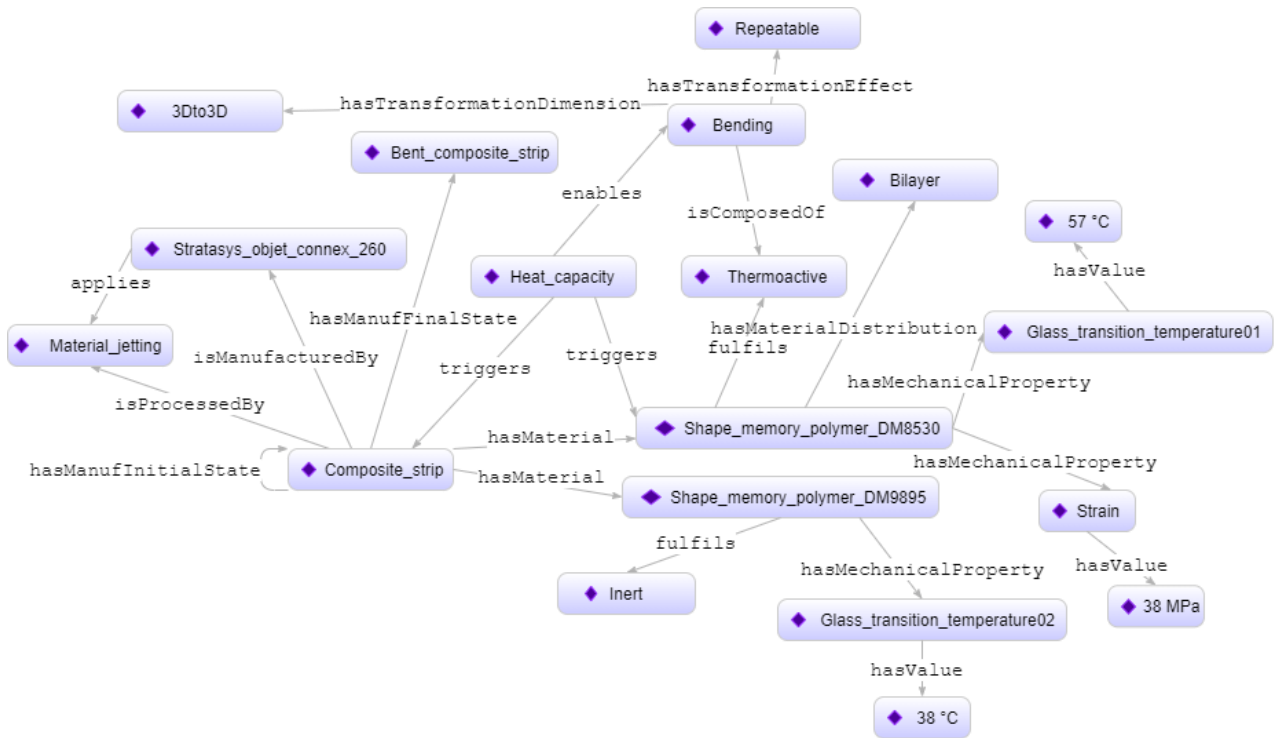 Repeatable
hasTransformationEffect
hasTransformationDimension
3Dto3D
Bending
Bent_composite_strip
Bilayer
enables
isComposedOf
57 °C
Stratasys_objet_connex_260
hasValue
applies
Heat_capacity
Thermoactive
hasManufFinalState
hasMaterialDistribution
Glass_transition_temperature01
Material_jetting
fulfils
isManufacturedBy
triggers
triggers
hasMechanicalProperty
isProcessedBy
Shape_memory_polymer_DM8530
hasMaterial
hasMechanicalProperty
hasManufInitialState
Composite_strip
hasMaterial
Shape_memory_polymer_DM9895
Strain
fulfils
hasMechanicalProperty
hasValue
Inert
38 MPa
Glass_transition_temperature02
hasValue
38 °C